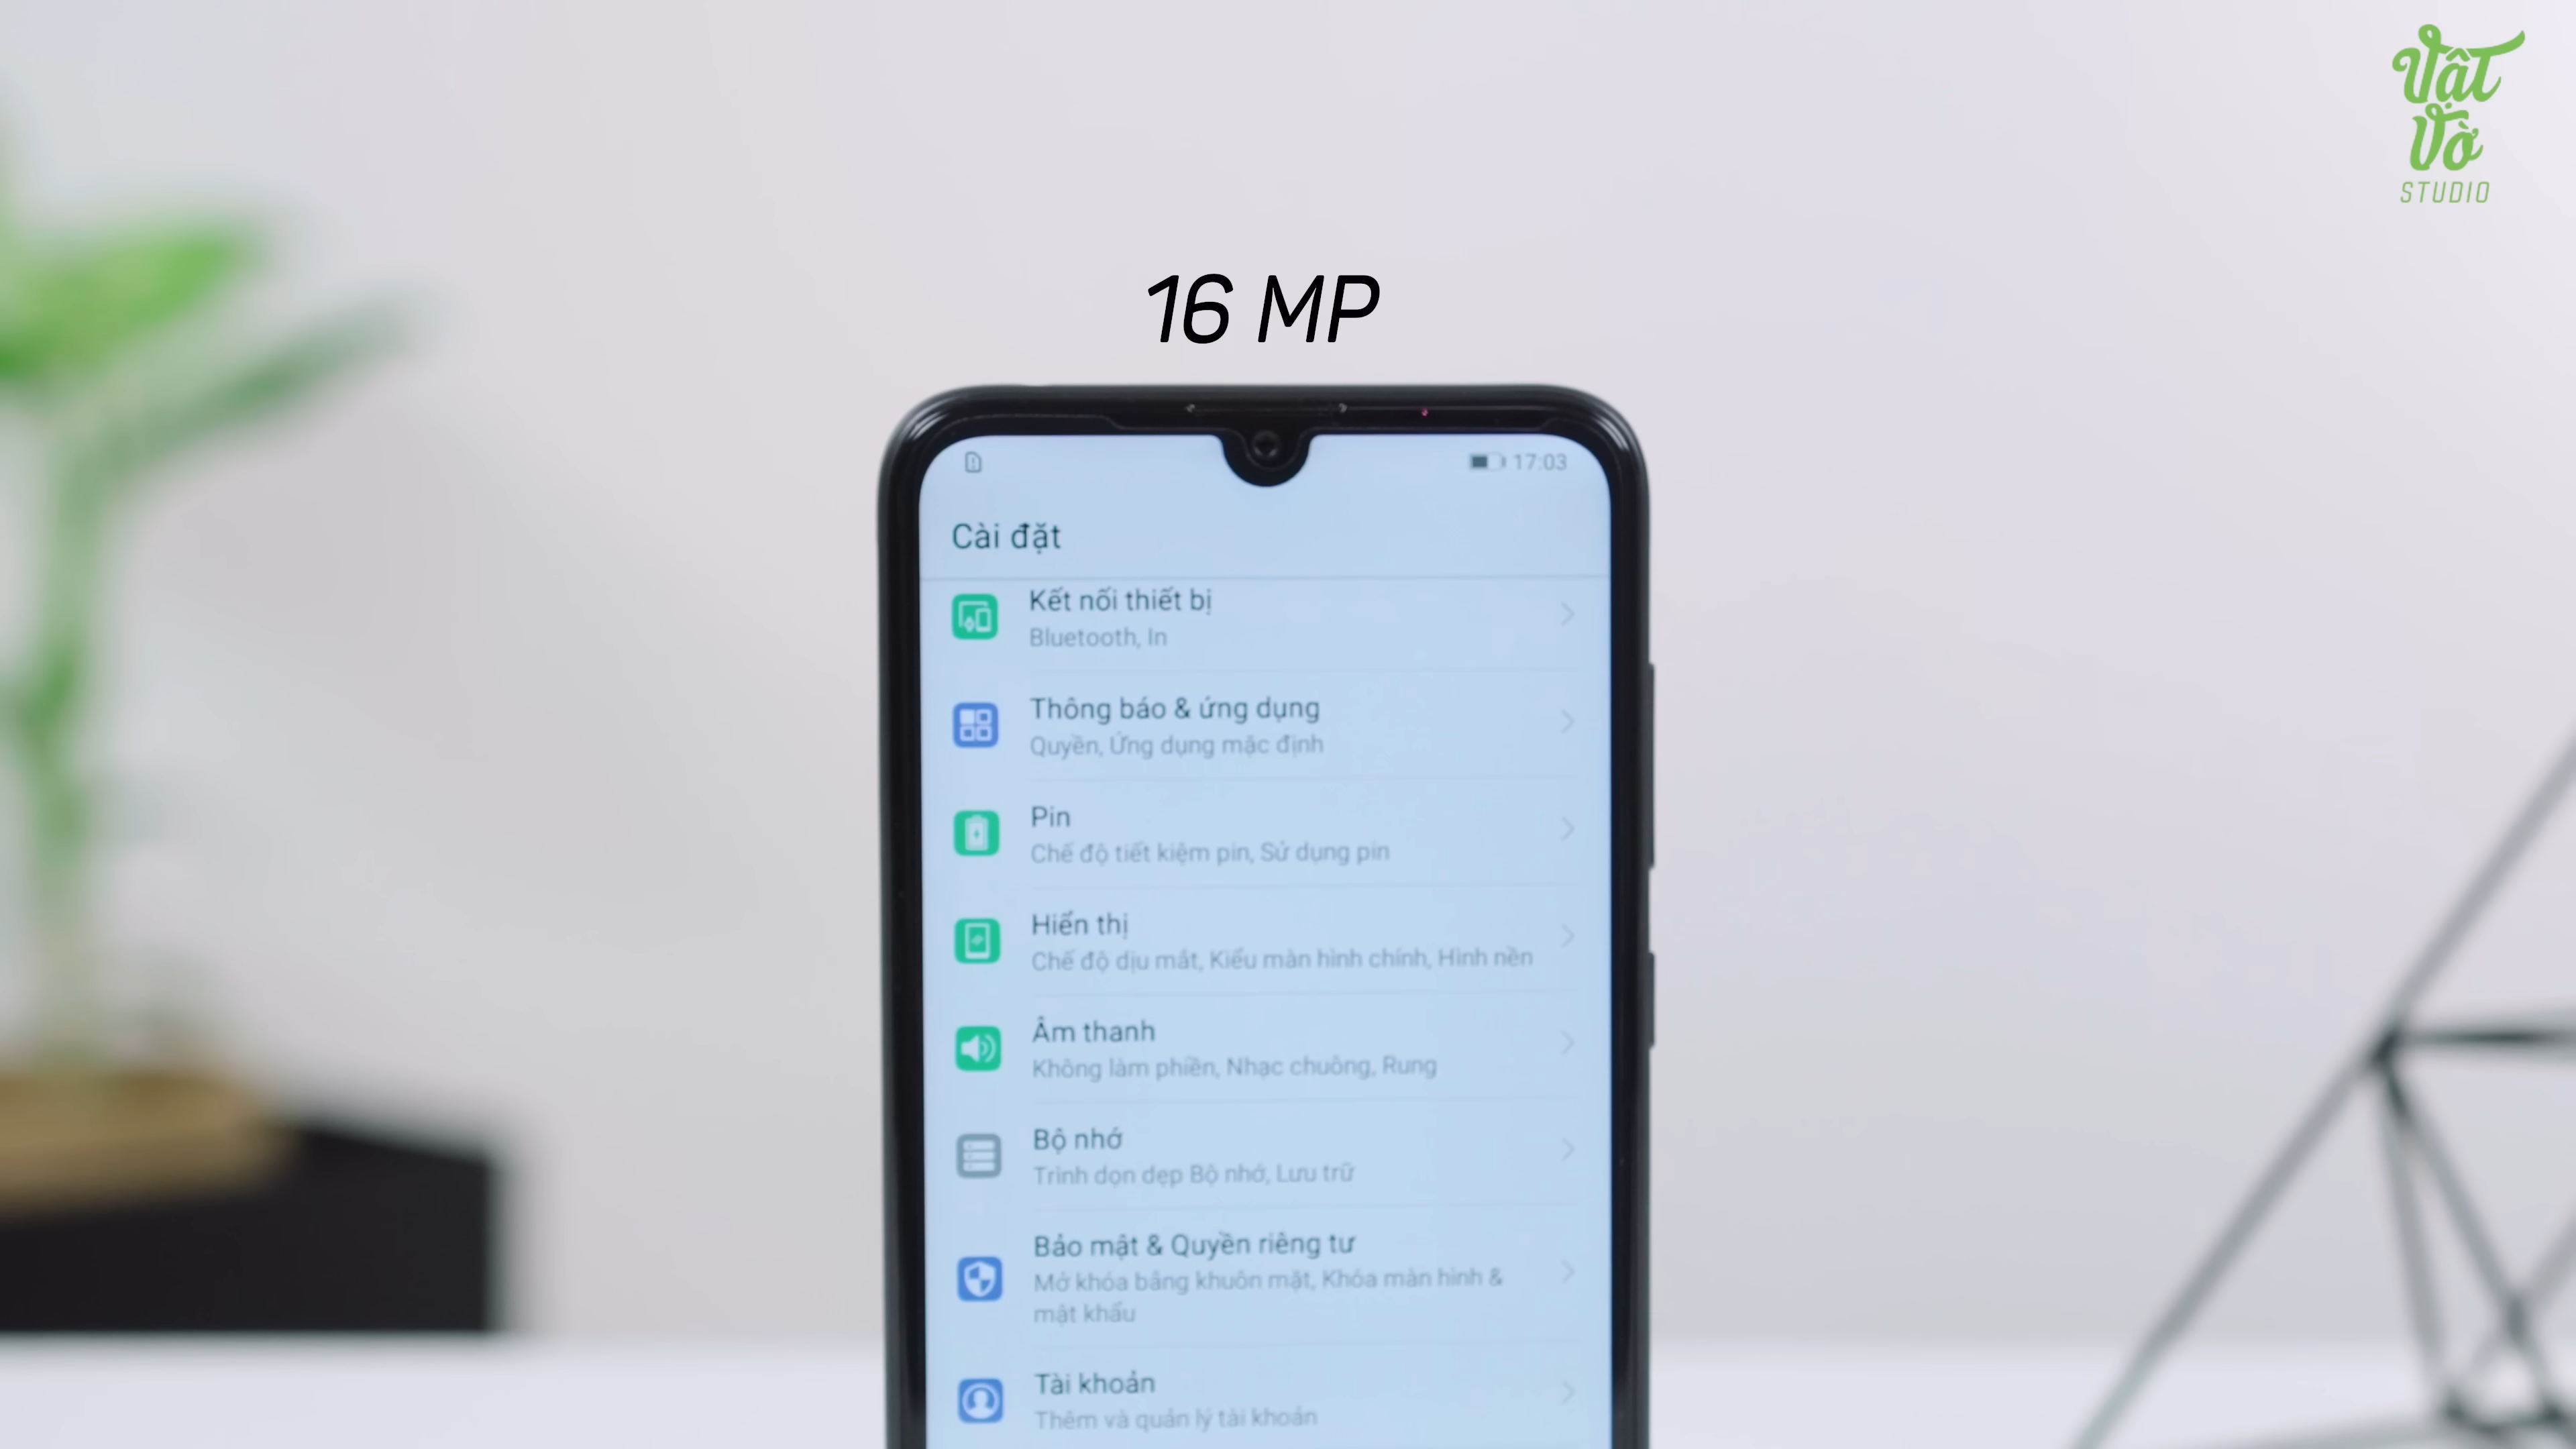 Vật
Vờ
STUDIO
16 MP
17:03
Cài đặt
Kết nối thiết bị
Bluetooth, In
Thông báo & ứng dụng
Quyền, Ứng dụng mặc định
Pin
Chế độ tiết kiệm pin, Sử dụng pin
Hiển thị
Chế độ dịu mắt, Kiểu màn hình chính, Hình nền
Âm thanh
Không làm phiền, Nhạc chuông, Rung
Bộ nhớ
Trình dọn dẹp Bộ nhớ, Lưu trữ
Bảo mật & Quyền riêng tư
Mở khóa bằng khuôn mặt, Khóa màn hình &
mật khẩu
Tài khoản
Thêm và quản lý tài khoản